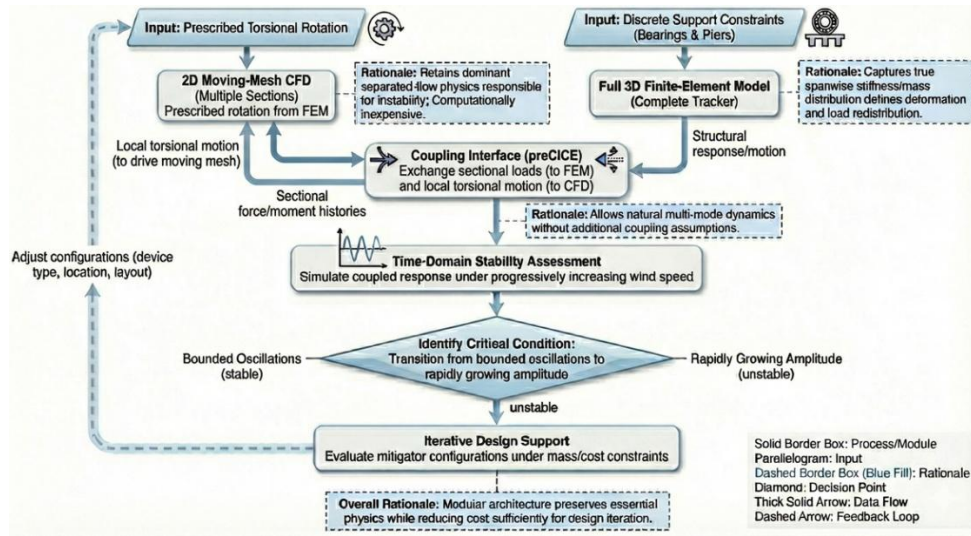 Input: Prescribed Torsional Rotation
Input: Discrete Support Constraints
(Bearings & Piers)
2D Moving-Mesh CFD
(Multiple Sections)
Prescribed rotation from FEM
Rationale: Retains dominant
separated-flow physics responsible
for instability; Computationally
inexpensive.
Full 3D Finite-Element Model
(Complete Tracker)
Rationale: Captures true
spanwise stiffness/mass
distribution defines deformation
and load redistribution.
Local torsional motion
(to drive moving mesh)
Structural
response/motion
Coupling Interface (preCICE)
Exchange sectional loads (to FEM)
and local torsional motion (to CFD)
Sectional
force/moment histories
Rationale: Allows natural multi-mode dynamics
without additional coupling assumptions.
Adjust configurations (device
type, location, layout)
Time-Domain Stability Assessment
Simulate coupled response under progressively increasing wind speed
Identify Critical Condition:
Transition from bounded oscillations to
rapidly growing amplitude
Bounded Oscillations
(stable)
Rapidly Growing Amplitude
(unstable)
unstable
Iterative Design Support
Evaluate mitigator configurations under mass/cost constraints
Overall Rationale: Modular architecture preserves essential
physics while reducing cost sufficiently for design iteration.
Solid Border Box: Process/Module
Parallelogram: Input
Dashed Border Box (Blue Fill): Rationale
Diamond: Decision Point
Thick Solid Arrow: Data Flow
Dashed Arrow: Feedback Loop